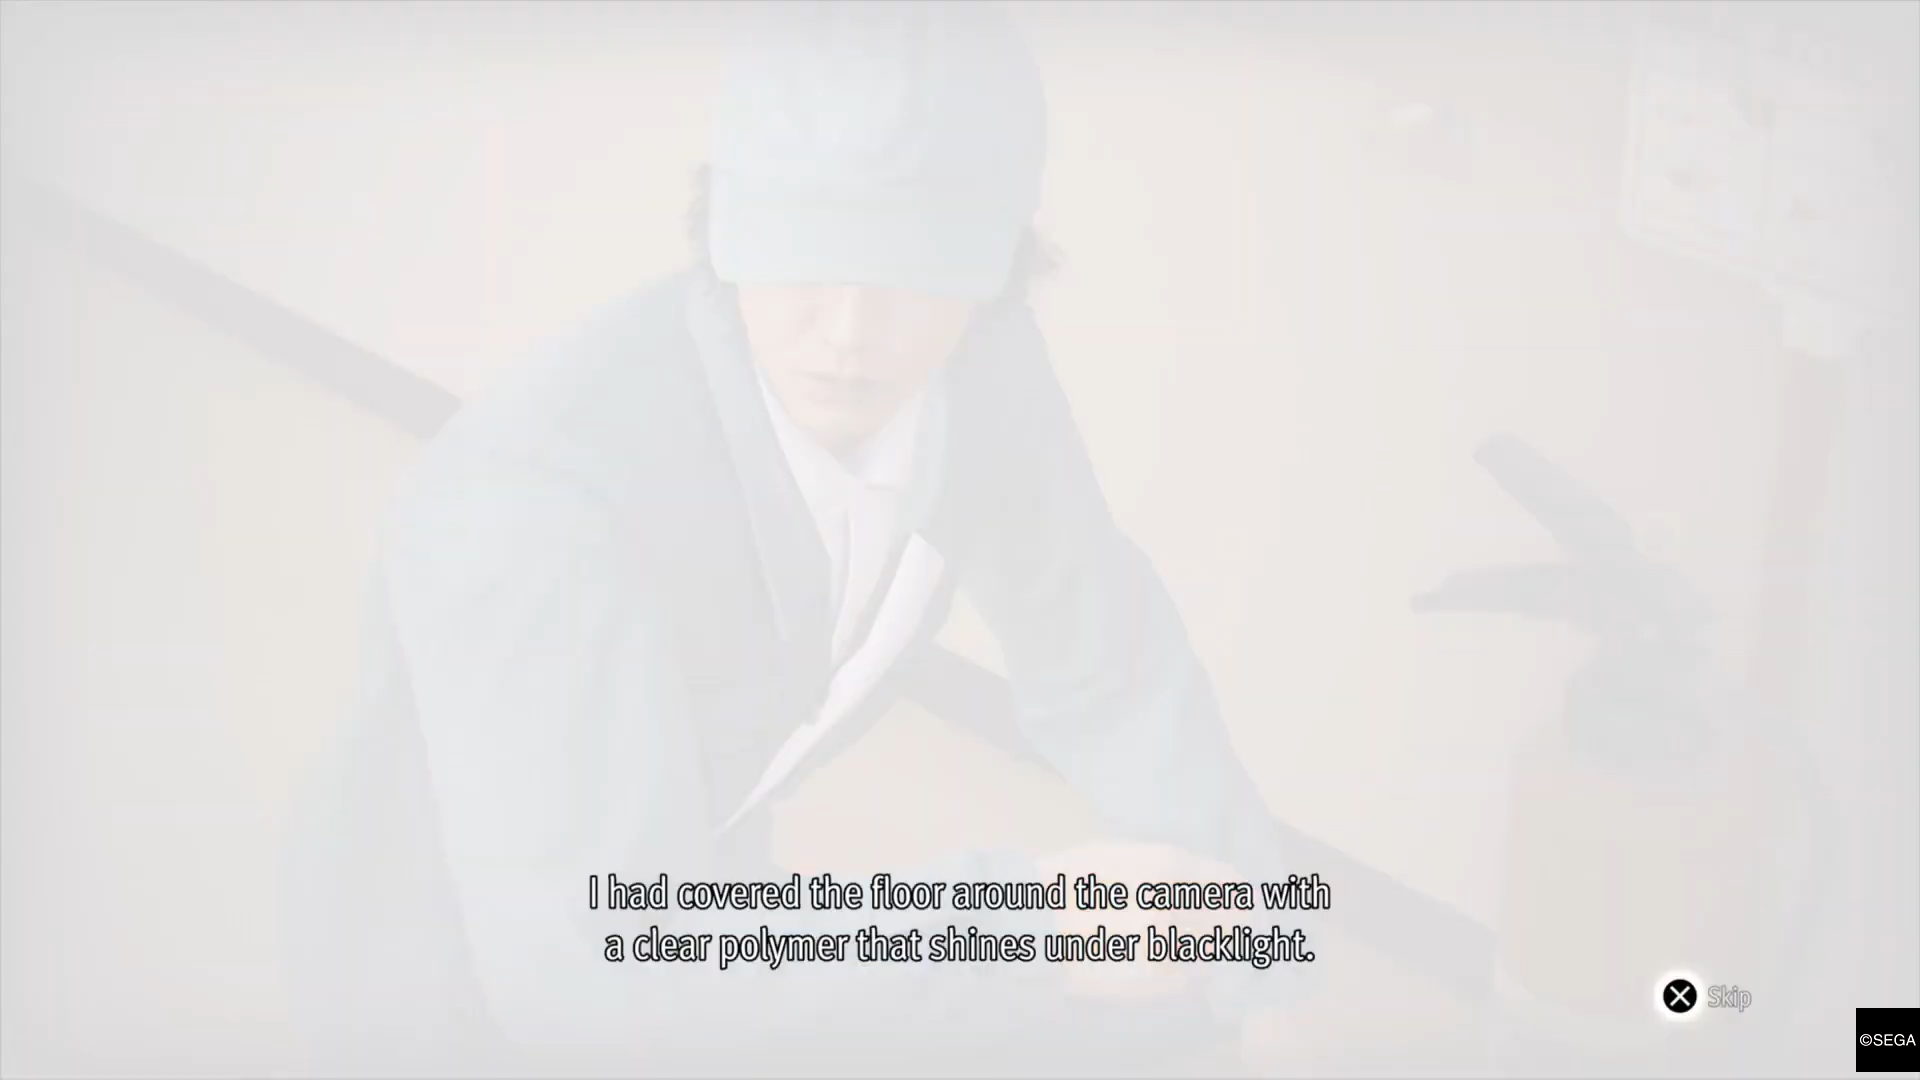 I had covered the floor around the camera with
a clear polymer that shines under blacklight.
Skip
©SEGA